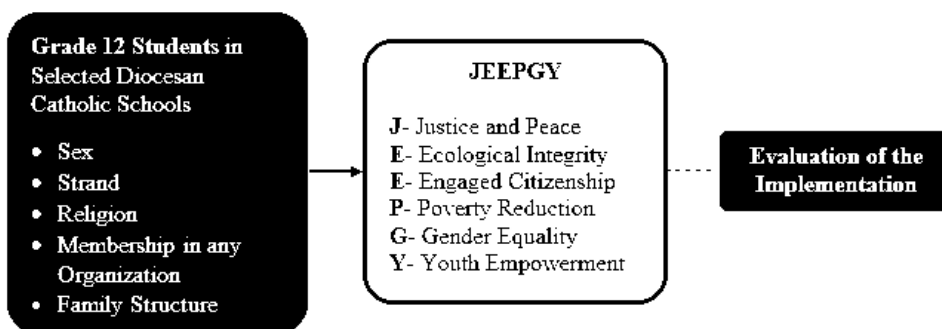 Grade 12 Students in
Selected Diocesan
Catholic Schools
• Sex
• Strand
• Religion
• Membership in any
Organization
• Family Structure
JEEPGY
J- Justice and Peace
E- Ecological Integrity
E- Engaged Citizenship
P- Poverty Reduction
G- Gender Equality
Y- Youth Empowerment
Evaluation of the
Implementation